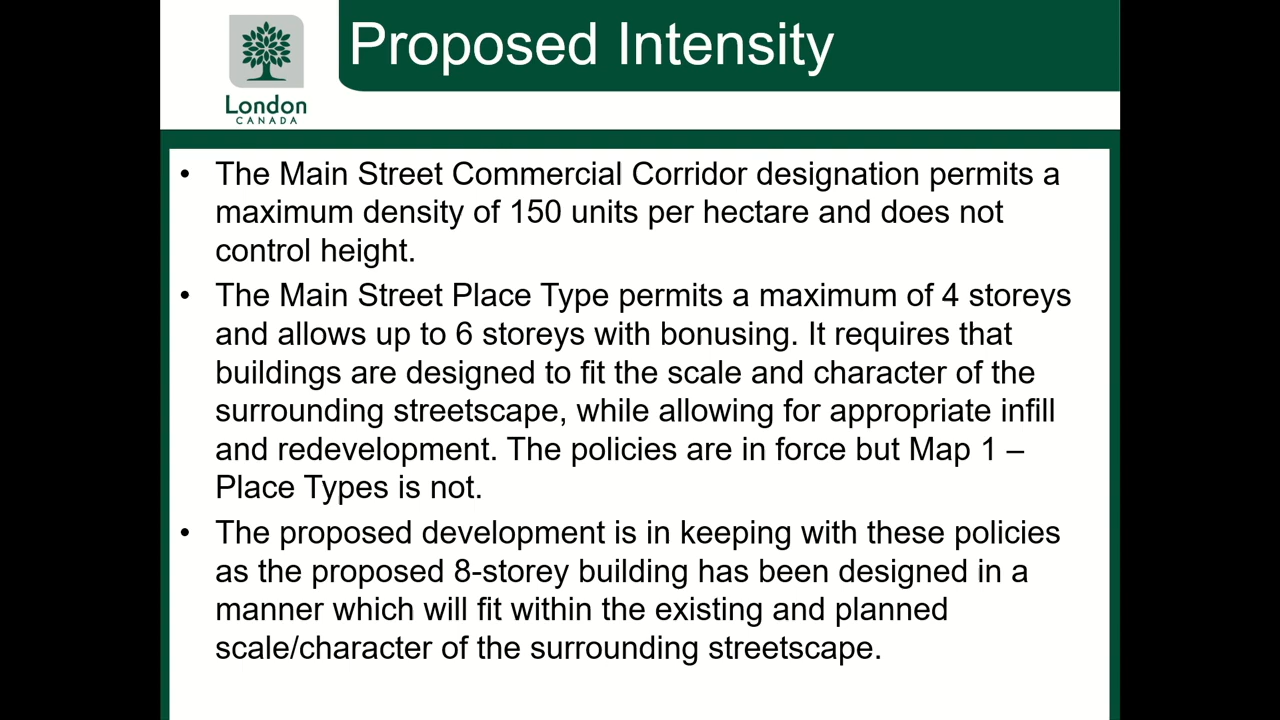 Proposed Intensity
London
CANADA
• The Main Street Commercial Corridor designation permits a
maximum density of 150 units per hectare and does not
control height.
• The Main Street Place Type permits a maximum of 4 storeys
and allows up to 6 storeys with bonusing. It requires that
buildings are designed to fit the scale and character of the
surrounding streetscape, while allowing for appropriate infill
and redevelopment. The policies are in force but Map 1 –
Place Types is not.
• The proposed development is in keeping with these policies
as the proposed 8-storey building has been designed in a
manner which will fit within the existing and planned
scale/character of the surrounding streetscape.